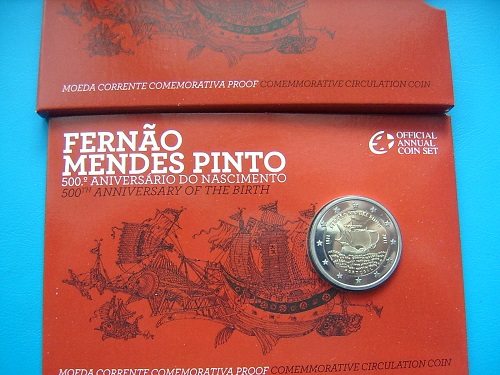 MOEDA CORRENTE COMEMORATIVA PROOF COMEMMORATIVE CIRCULATION COIN
FERNÃO
MENDES PINTO
500.º ANIVERSÁRIO DO NASCIMENTO
500TH ANNIVERSARY OF THE BIRTH
OFFICIAL
ANNUAL
COIN SET
MOEDA CORRENTE COMEMORATIVA PROOF COMMEMORATIVE CIRCULATION COIN